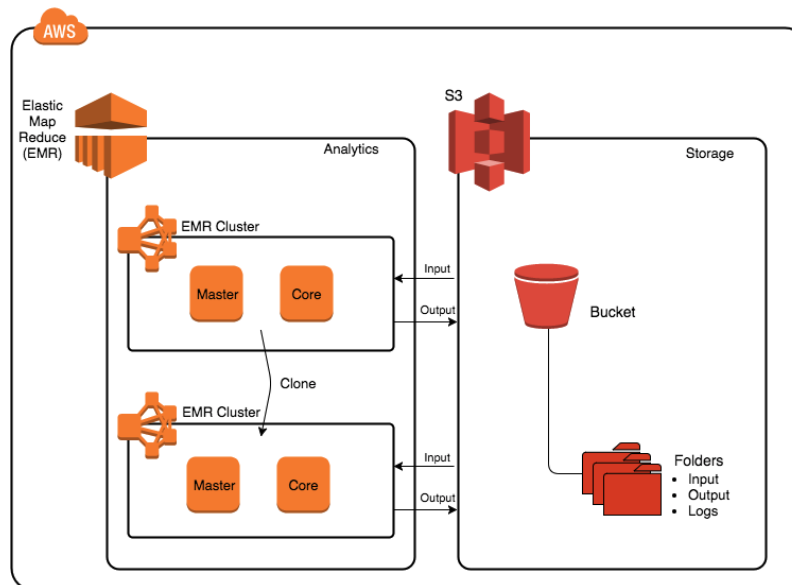 AWS
Elastic
Map
Reduce
(EMR)
Analytics
S3
Storage
EMR Cluster
Master
Core
Input
Output
Clone
EMR Cluster
Master
Core
Input
Output
Bucket
Folders
• Input
• Output
• Logs